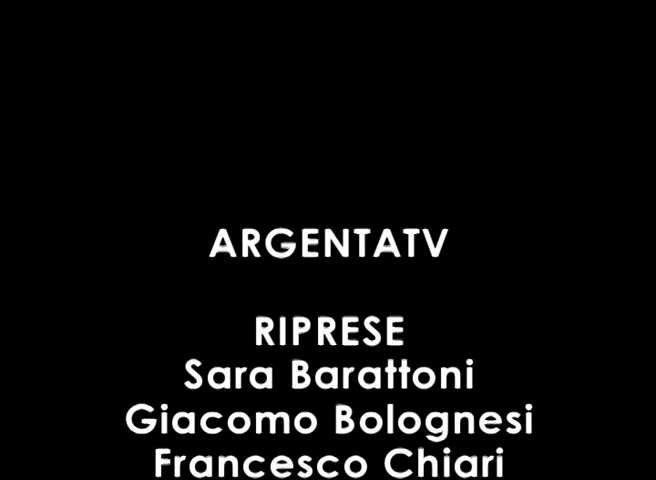 ARGENTATV
RIPRESE
Sara Barattoni
Giacomo Bolognesi
Francesco Chiari